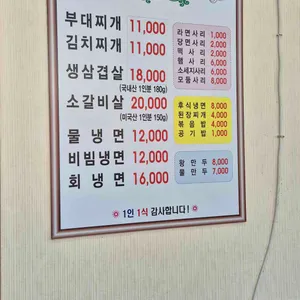 부대찌개 11,000
김치찌개 11,000
생삼겹살 18,000
(국내산 1인분 180g)
소갈비살 20,000
(미국산 1인분 150g)
물냉면 12,000
비빔냉면 12,000
회냉면 16,000
라면사리 1,000
당면사리 2,000
떡사리 2,000
햄사리 6,000
소세지사리 6,000
모듬사리 8,000
후식냉면 8,000
된장찌개 4,000
볶음밥 4,000
공기밥 1,000
왕만두 8,000
물만두 7,000
1인 1식 감사합니다!